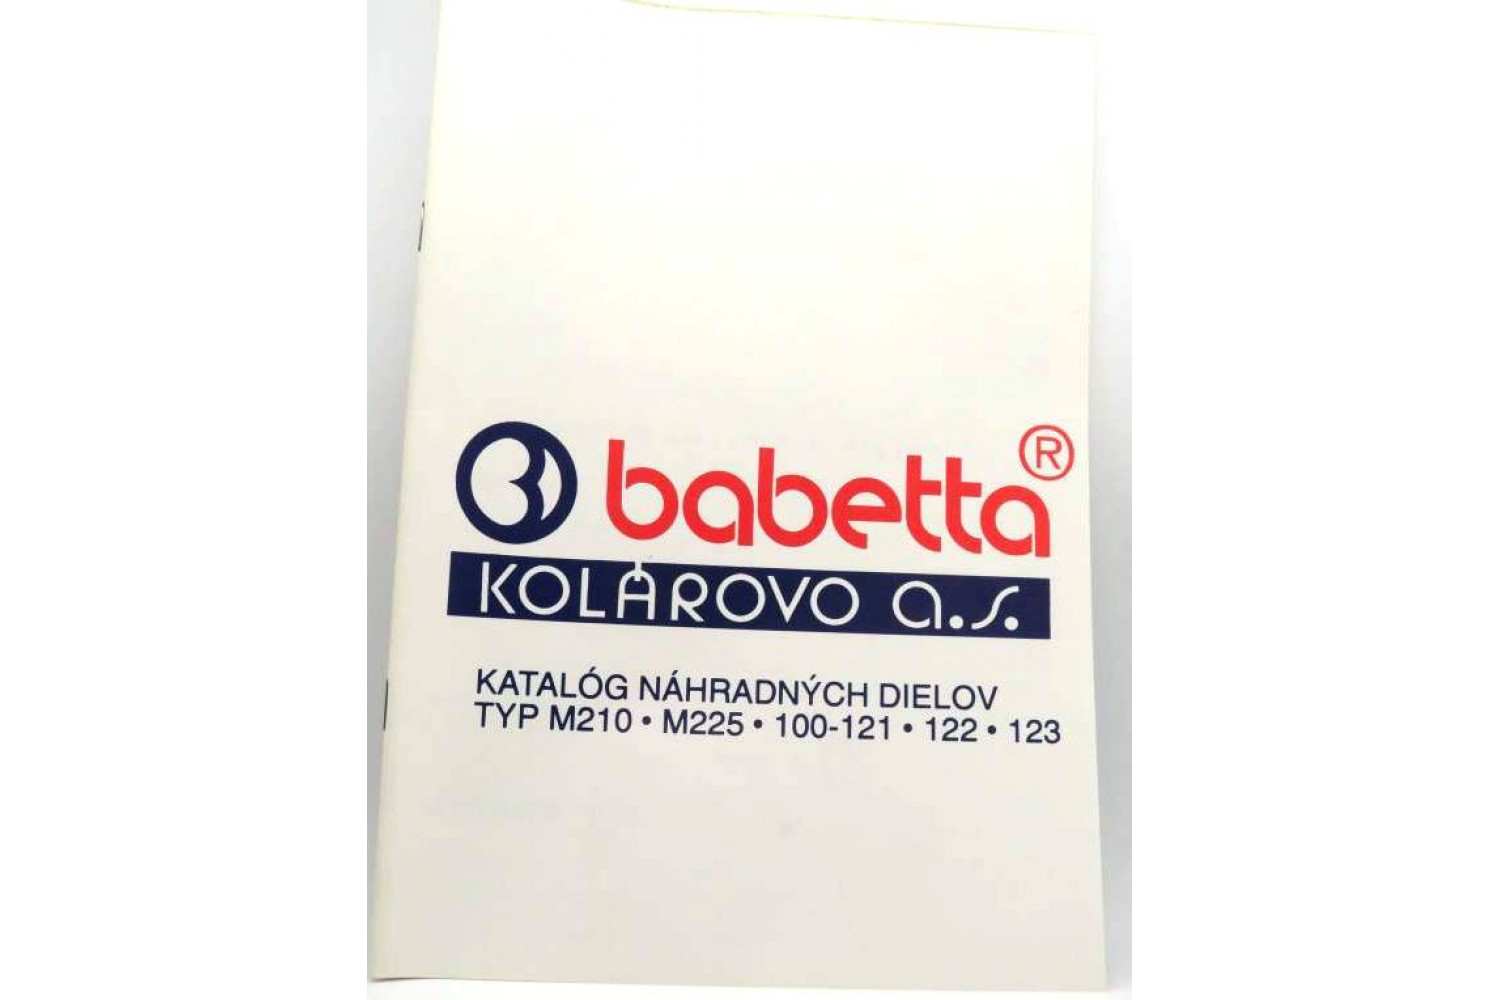 babetta®
KOLÁROVO a.s.
KATALÓG NÁHRADNÝCH DIELOV
TYP M210 • M225 • 100-121 • 122 • 123